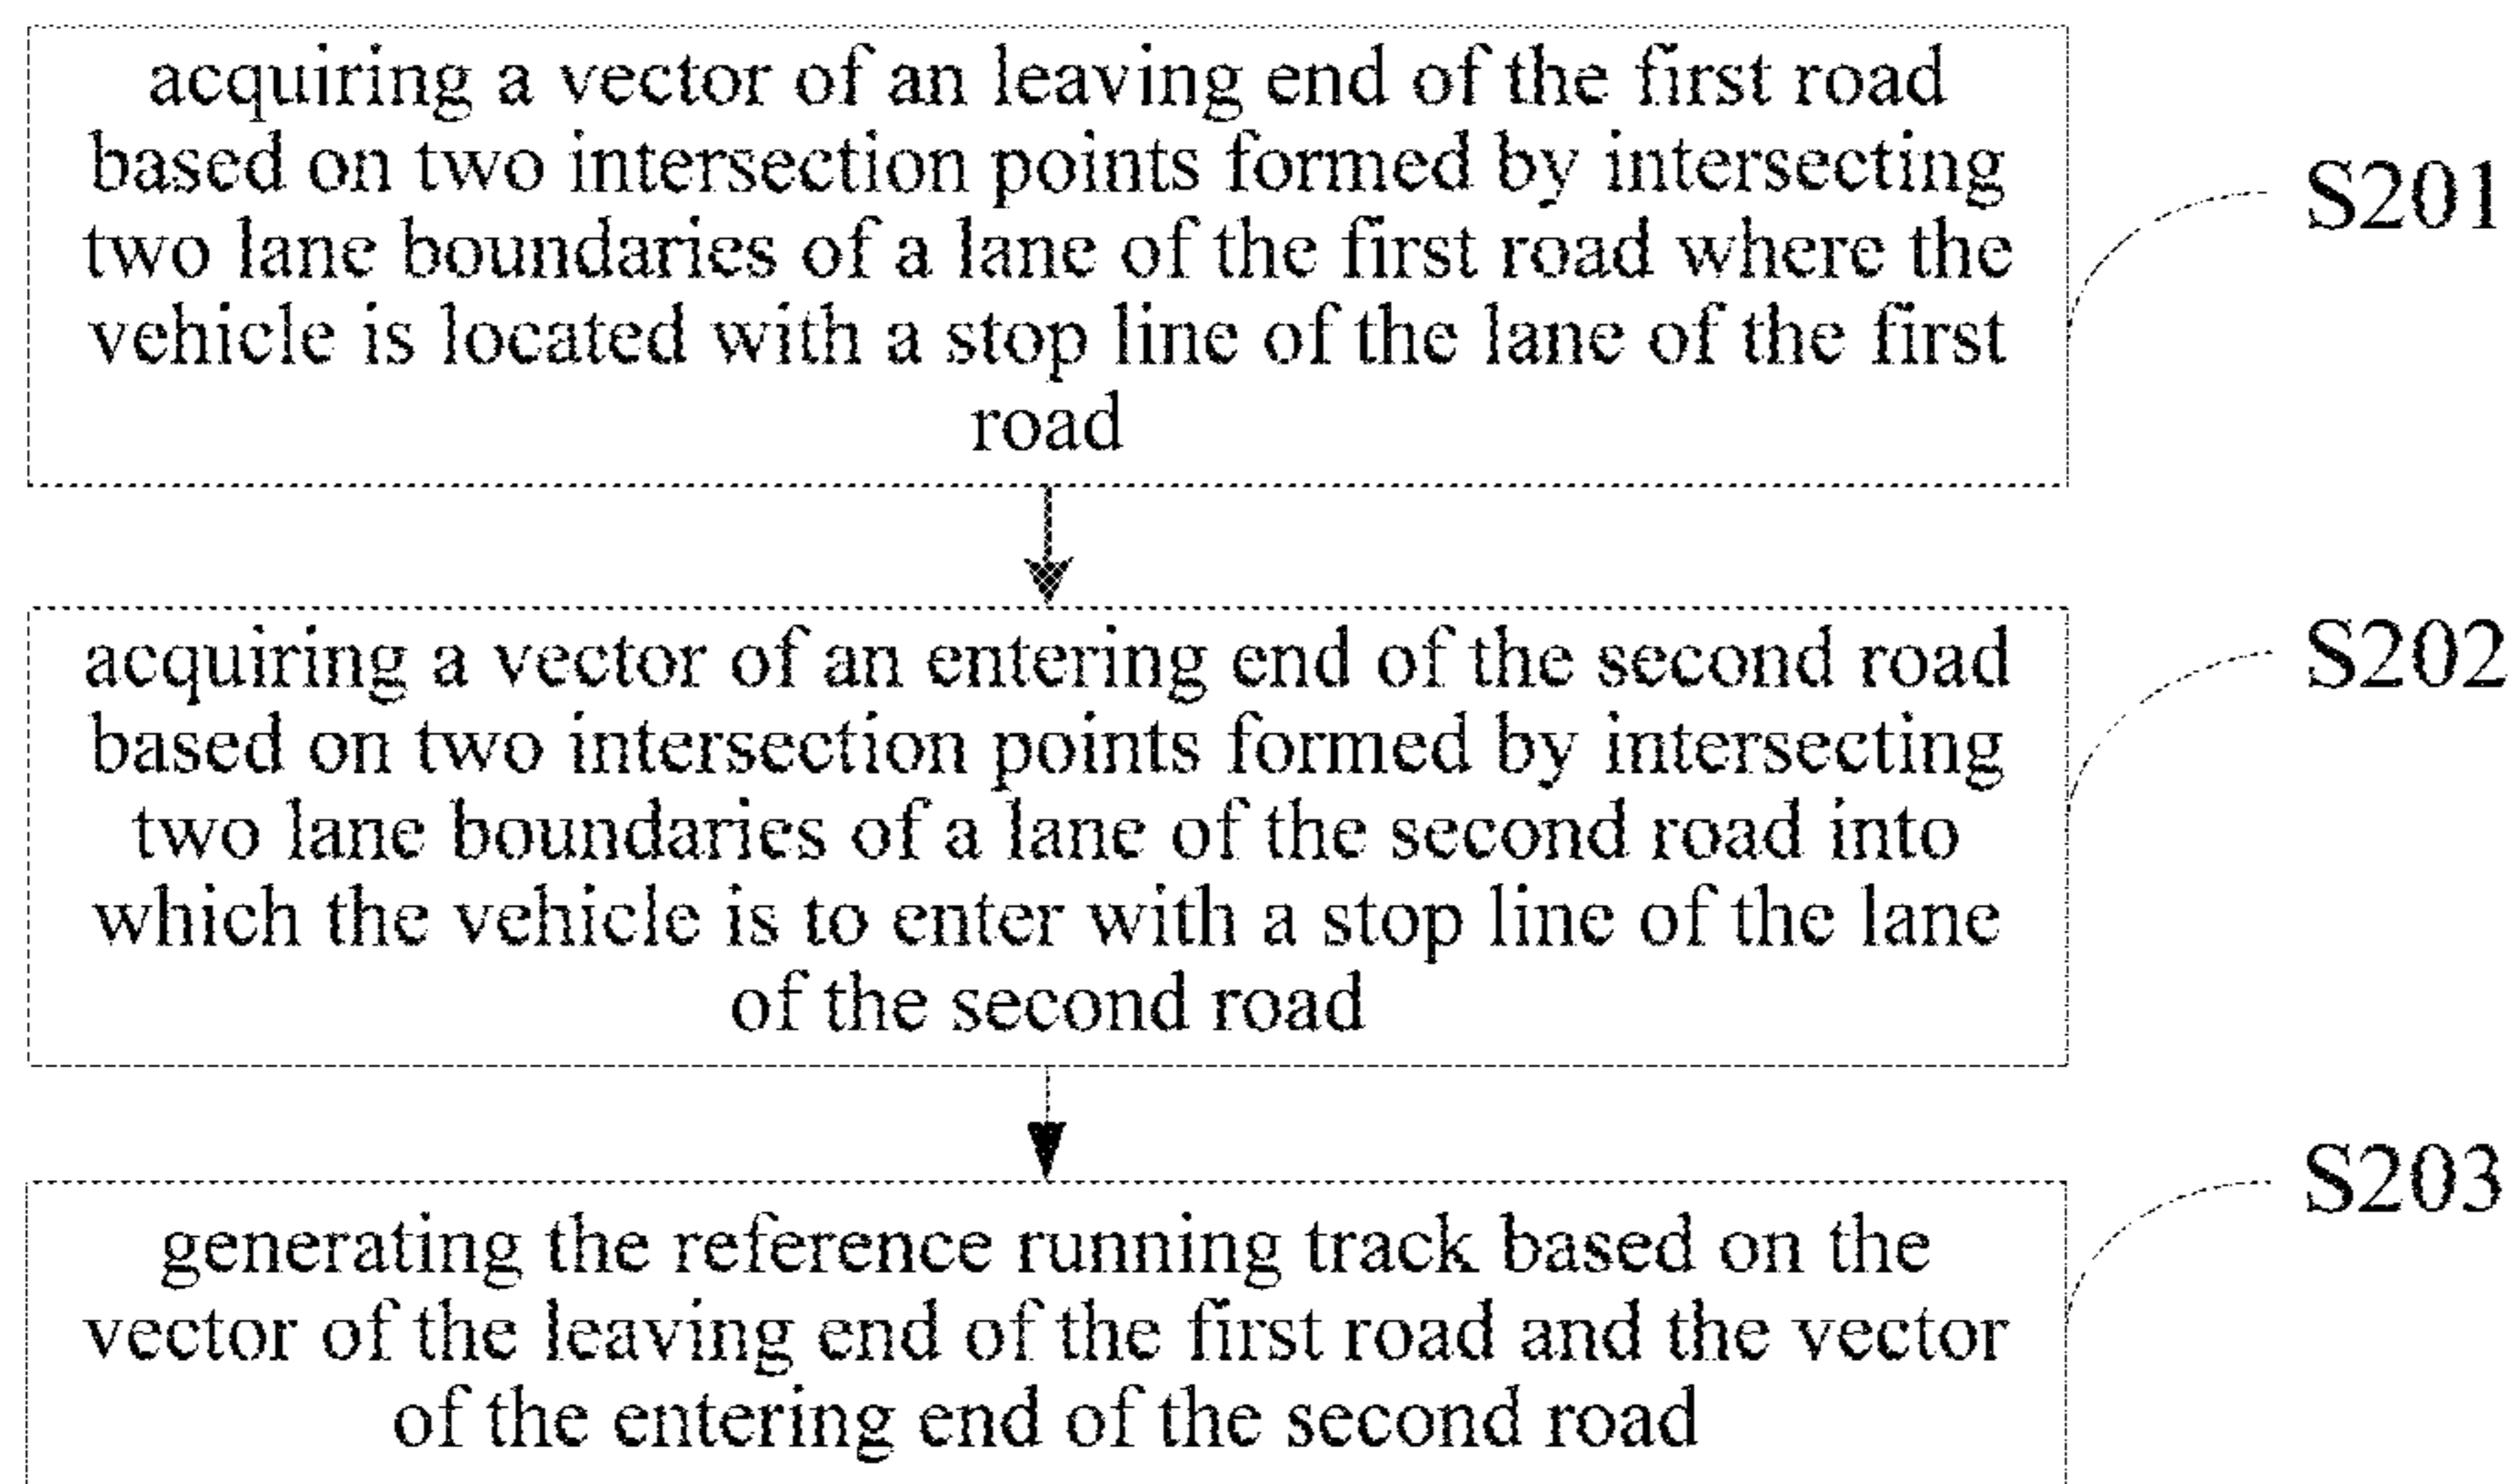 acquiring a vector of an leaving end of the first road
based on two intersection points formed by intersecting
two lane boundaries of a lane of the first road where the
vehicle is located with a stop line of the lane of the first
road
S201
acquiring a vector of an entering end of the second road
based on two intersection points formed by intersecting
two lane boundaries of a lane of the second road into
which the vehicle is to enter with a stop line of the lane
of the second road
S202
generating the reference running track based on the
vector of the leaving end of the first road and the vector
of the entering end of the second road
S203